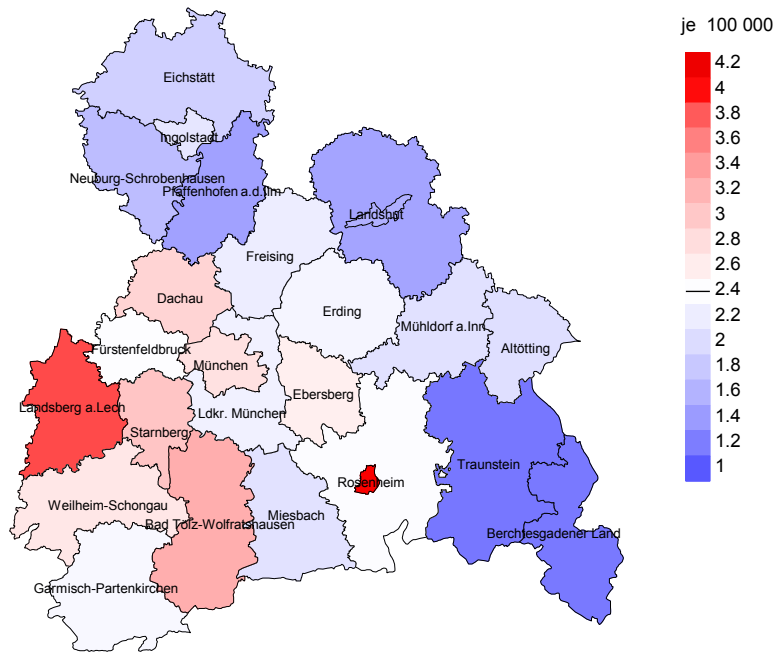 je 100 000
4.2
4
3.8
3.6
3.4
3.2
3
2.8
2.6
2.4
2.2
2
1.8
1.6
1.4
1.2
1
Eichstätt
Ingolstadt
Neuburg-Schrobenhausen
Pfaffenhofen a.d.Ilm
Landshut
Freising
Dachau
Erding
Mühldorf a.Inn
Altötting
Fürstenfeldbruck
München
Ebersberg
Landsberg a.Lech
Ldkr. München
Starnberg
Traunstein
Rosenheim
Weilheim-Schongau
Miesbach
Bad Tölz-Wolfratshausen
Berchtesgadener Land
Garmisch-Partenkirchen